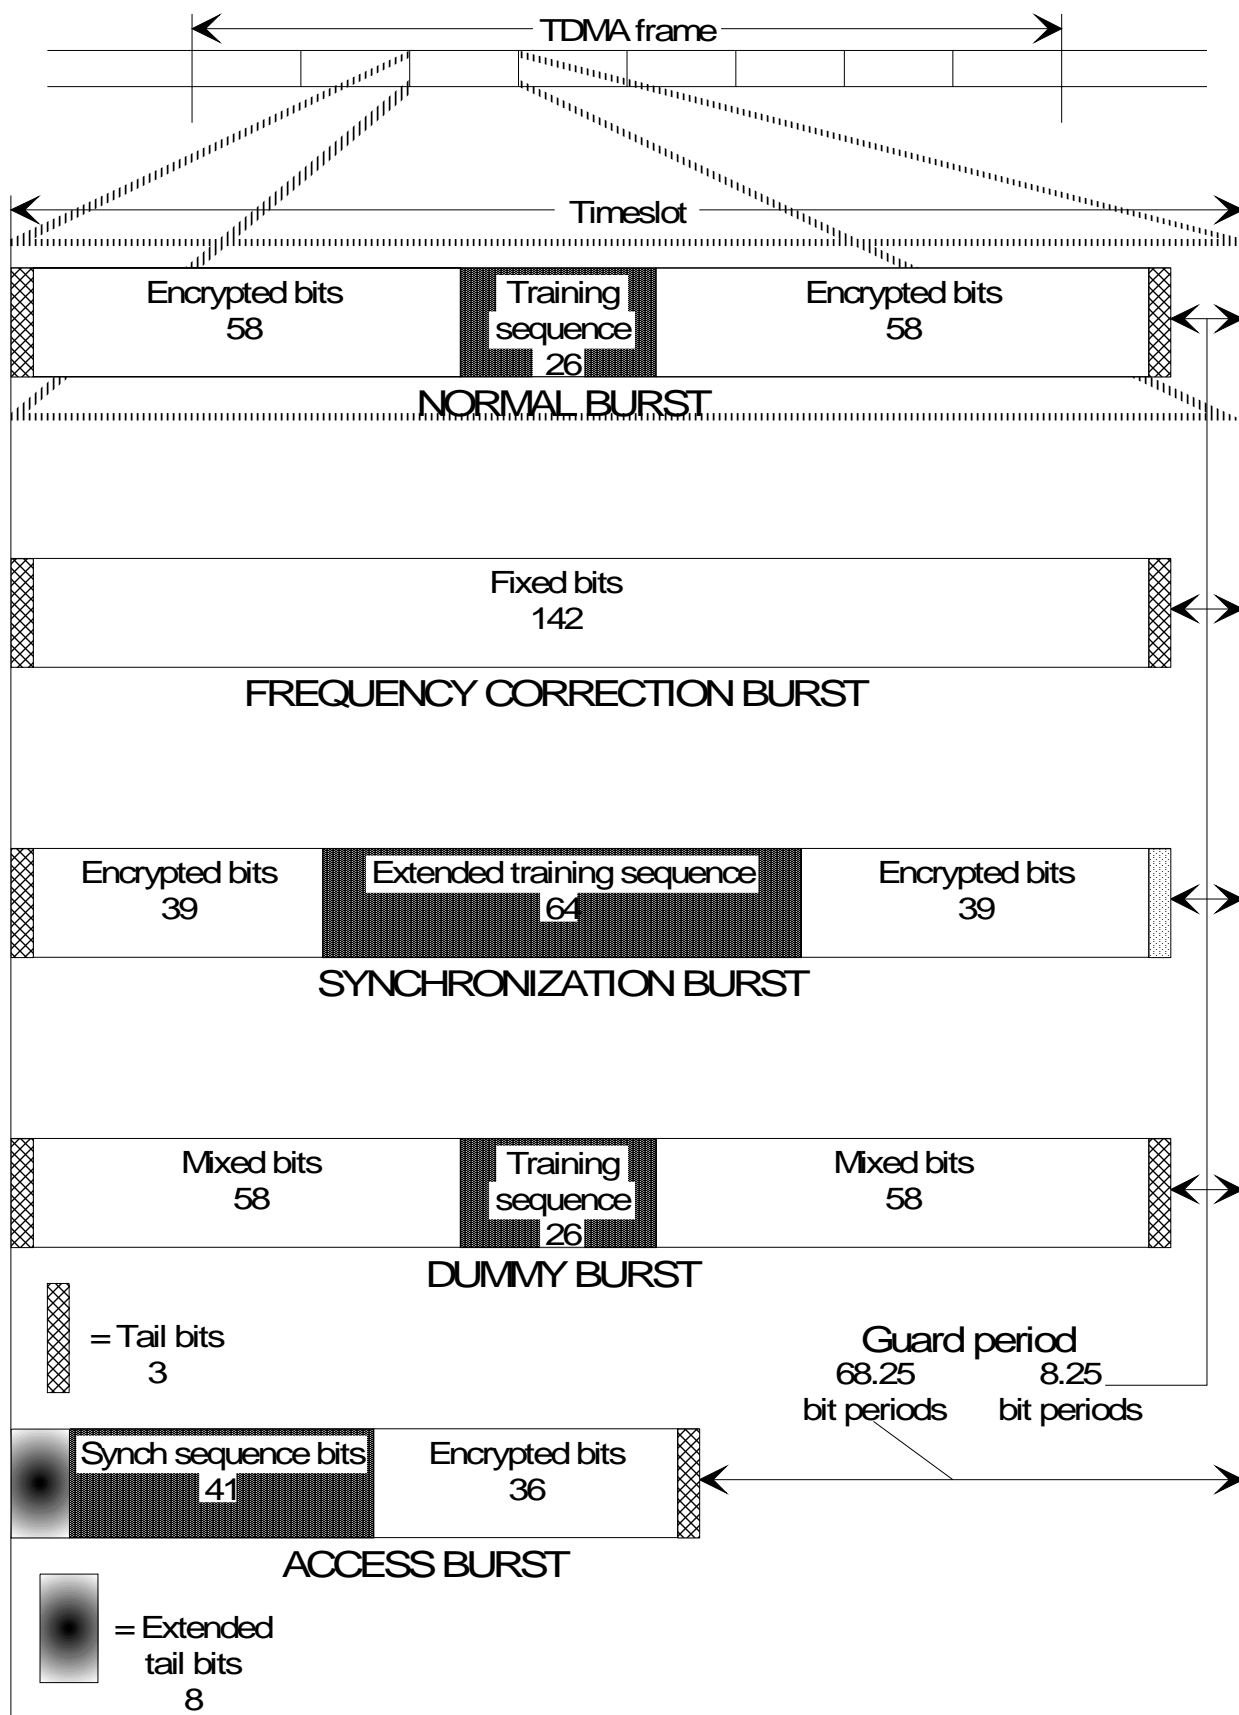 TDMA frame
Timeslot
Encrypted bits
58
Training
sequence
26
Encrypted bits
58
NORMAL BURST
Fixed bits
142
FREQUENCY CORRECTION BURST
Encrypted bits
39
Extended training sequence
64
Encrypted bits
39
SYNCHRONIZATION BURST
Mixed bits
58
Training
sequence
26
Mixed bits
58
DUMMY BURST
= Tail bits
3
Guard period
68.25
bit periods
8.25
bit periods
Synch sequence bits
41
Encrypted bits
36
ACCESS BURST
= Extended
tail bits
8